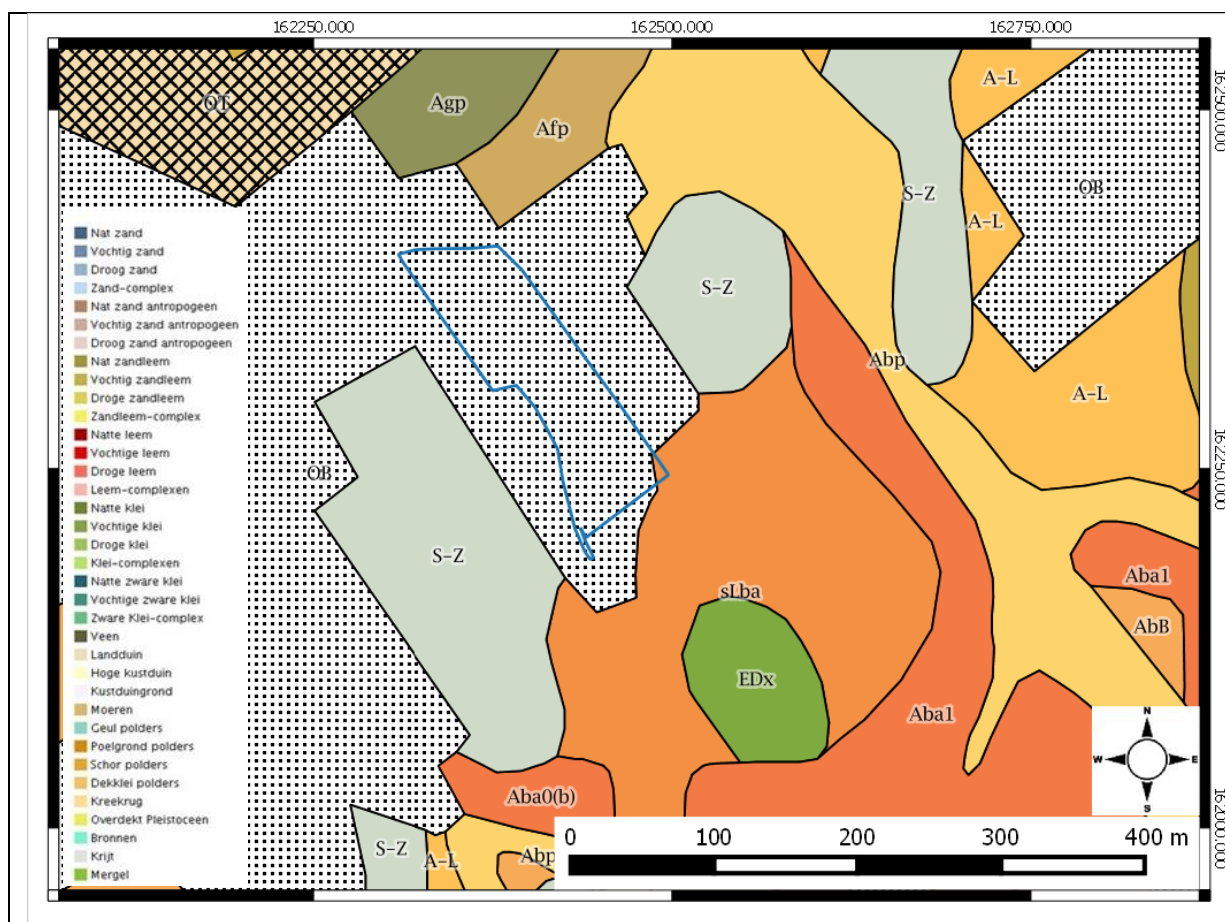 162250.000 162500.000 162750.000
162500.000
162250.000
162000.000
OT
Agp
Afp
A-L
S-Z
A-L
OB
S-Z
Abp
A-L
OB
S-Z
sLba
EDx
Aba1
Aba1
AbB
Aba0(b)
S-Z
A-L
Abp
Nat zand
Vochtig zand
Droog zand
Zand-complex
Nat zand antropogeen
Vochtig zand antropogeen
Droog zand antropogeen
Nat zandleem
Vochtig zandleem
Droge zandleem
Zandleem-complex
Natte leem
Vochtige leem
Droge leem
Leem-complexen
Natte klei
Vochtige klei
Droge klei
Klei-complexen
Natte zware klei
Vochtige zware klei
Zware Klei-complex
Veen
Landduin
Hoge kustduin
Kustduingrond
Moeren
Geul polders
Poelgrond polders
Schor polders
Dekklei polders
Kreekrug
Overdekt Pleistoceen
Bronnen
Krijt
Mergel
N
W E
S
0 100 200 300 400 m